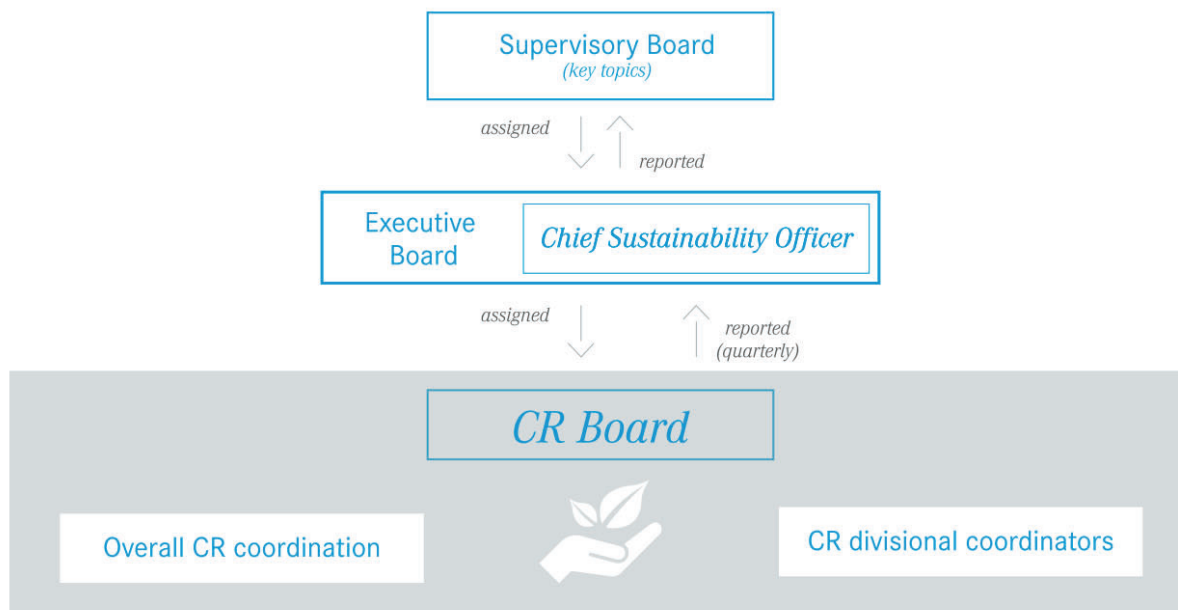 Supervisory Board
(key topics)
assigned
reported
Executive
Board
Chief Sustainability Officer
assigned
reported
(quarterly)
CR Board
Overall CR coordination
CR divisional coordinators